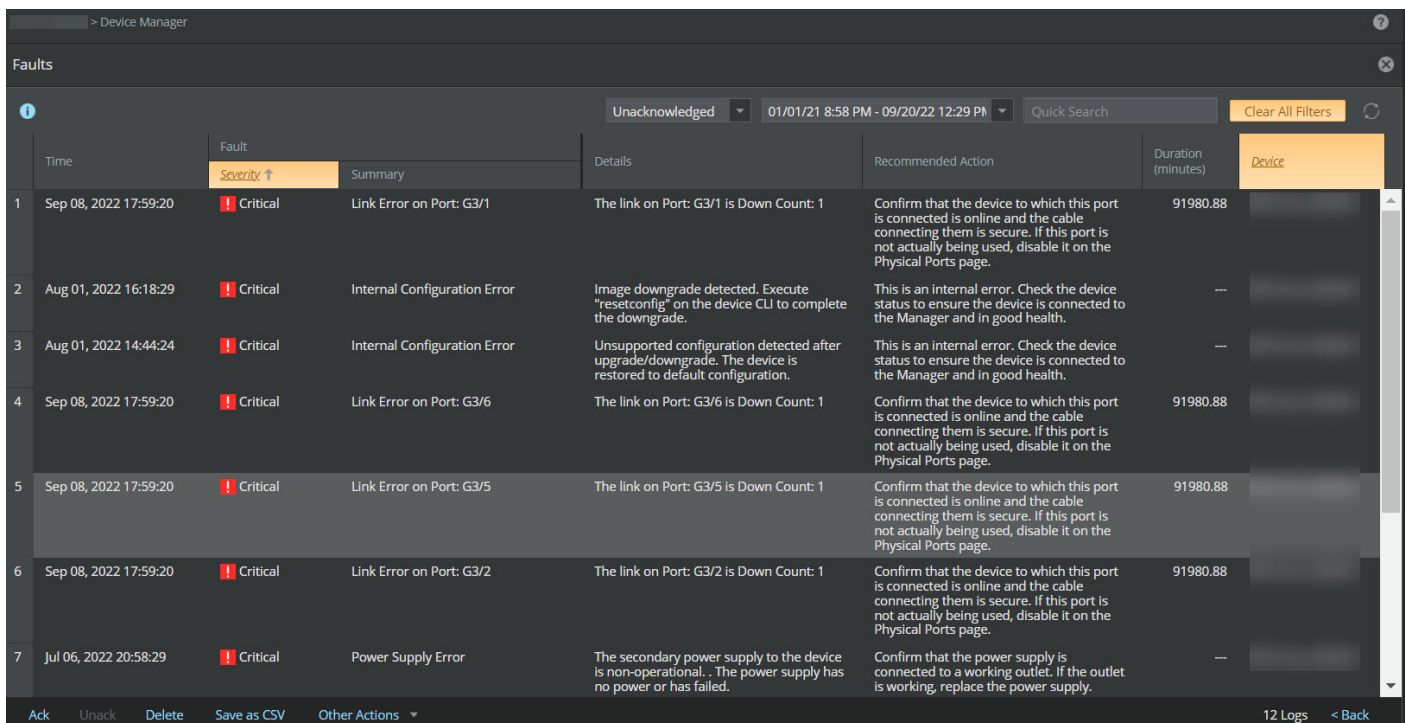 > Device Manager
Faults
Unacknowledged 01/01/21 8:58 PM - 09/20/22 12:29 PM Quick Search Clear All Filters
Time Fault Details Recommended Action Duration (minutes) Device
Severity Summary
1 Sep 08, 2022 17:59:20 Critical Link Error on Port: G3/1 The link on Port: G3/1 is Down Count: 1 Confirm that the device to which this port 91980.88
is connected is online and the cable
connecting them is secure. If this port is
not actually being used, disable it on the
Physical Ports page.
2 Aug 01, 2022 16:18:29 Critical Internal Configuration Error Image downgrade detected. Execute This is an internal error. Check the device ---
"resetconfig" on the device CLI to complete status to ensure the device is connected to
the downgrade. the Manager and in good health.
3 Aug 01, 2022 14:44:24 Critical Internal Configuration Error Unsupported configuration detected after This is an internal error. Check the device ---
upgrade/downgrade. The device is status to ensure the device is connected to
restored to default configuration. the Manager and in good health.
4 Sep 08, 2022 17:59:20 Critical Link Error on Port: G3/6 The link on Port: G3/6 is Down Count: 1 Confirm that the device to which this port 91980.88
is connected is online and the cable
connecting them is secure. If this port is
not actually being used, disable it on the
Physical Ports page.
5 Sep 08, 2022 17:59:20 Critical Link Error on Port: G3/5 The link on Port: G3/5 is Down Count: 1 Confirm that the device to which this port 91980.88
is connected is online and the cable
connecting them is secure. If this port is
not actually being used, disable it on the
Physical Ports page.
6 Sep 08, 2022 17:59:20 Critical Link Error on Port: G3/2 The link on Port: G3/2 is Down Count: 1 Confirm that the device to which this port 91980.88
is connected is online and the cable
connecting them is secure. If this port is
not actually being used, disable it on the
Physical Ports page.
7 Jul 06, 2022 20:58:29 Critical Power Supply Error The secondary power supply to the device Confirm that the power supply is ---
is non-operational. . The power supply has connected to a working outlet. If the outlet
no power or has failed. is working, replace the power supply.
Ack Unack Delete Save as CSV Other Actions 12 Logs < Back